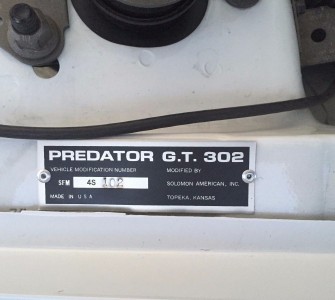 PREDATOR G.T. 302
VEHICLE MODIFICATION NUMBER
SFM 4S 102
MADE IN U S A
MODIFIED BY
SOLOMON AMERICAN, INC.
TOPEKA, KANSAS